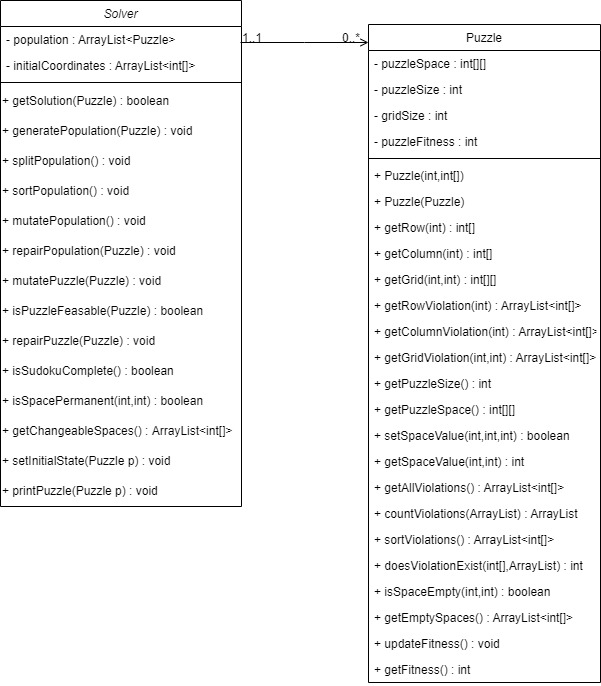 Solver
- population : ArrayList<Puzzle>
- initialCoordinates : ArrayList<int[]>
+ getSolution(Puzzle) : boolean
+ generatePopulation(Puzzle) : void
+ splitPopulation() : void
+ sortPopulation() : void
+ mutatePopulation() : void
+ repairPopulation(Puzzle) : void
+ mutatePuzzle(Puzzle) : void
+ isPuzzleFeasable(Puzzle) : boolean
+ repairPuzzle(Puzzle) : void
+ isSudokuComplete() : boolean
+ isSpacePermanent(int,int) : boolean
+ getChangeableSpaces() : ArrayList<int[]>
+ setInitialState(Puzzle p) : void
+ printPuzzle(Puzzle p) : void
1..1
0..*
Puzzle
- puzzleSpace : int[][]
- puzzleSize : int
- gridSize : int
- puzzleFitness : int
+ Puzzle(int,int[])
+ Puzzle(Puzzle)
+ getRow(int) : int[]
+ getColumn(int) : int[]
+ getGrid(int,int) : int[][]
+ getRowViolation(int) : ArrayList<int[]>
+ getColumnViolation(int) : ArrayList<int[]>
+ getGridViolation(int,int) : ArrayList<int[]>
+ getPuzzleSize() : int
+ getPuzzleSpace() : int[][]
+ setSpaceValue(int,int,int) : boolean
+ getSpaceValue(int,int) : int
+ getAllViolations() : ArrayList<int[]>
+ countViolations(ArrayList) : ArrayList
+ sortViolations() : ArrayList<int[]>
+ doesViolationExist(int[],ArrayList) : int
+ isSpaceEmpty(int,int) : boolean
+ getEmptySpaces() : ArrayList<int[]>
+ updateFitness() : void
+ getFitness() : int